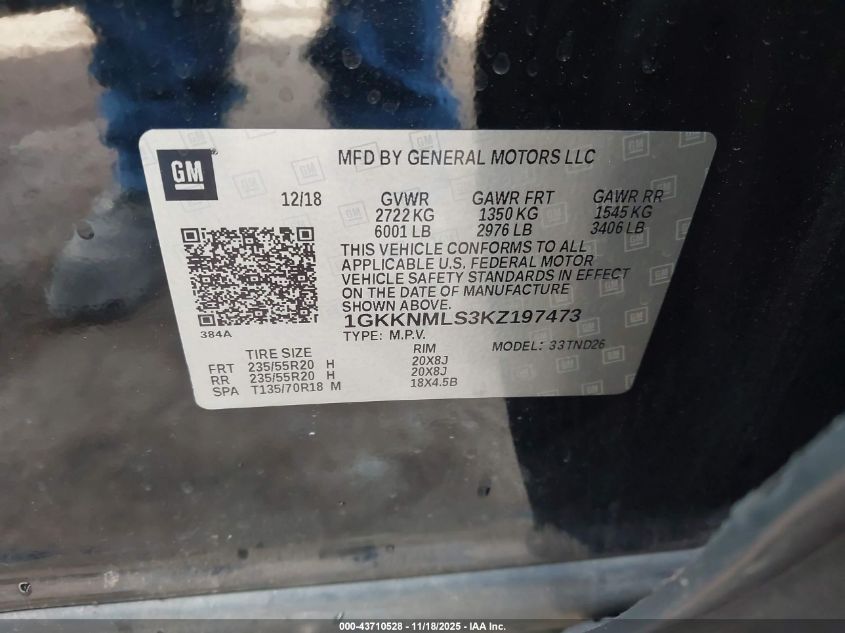 GM
MFD BY GENERAL MOTORS LLC
12/18 GVWR GAWR FRT GAWR RR
2722 KG 1350 KG 1545 KG
6001 LB 2976 LB 3406 LB
THIS VEHICLE CONFORMS TO ALL
APPLICABLE U.S. FEDERAL MOTOR
VEHICLE SAFETY STANDARDS IN EFFECT
ON THE DATE OF MANUFACTURE
SHOWN ABOVE.
384A
1GKKNMLS3KZ197473
TYPE: M.P.V. MODEL: 33TND26
TIRE SIZE RIM
FRT 235/55R20 H 20X8J
RR 235/55R20 H 20X8J
SPA T135/70R18 M 18X4.5B
000-43710528 - 11/18/2025 - IAA Inc.